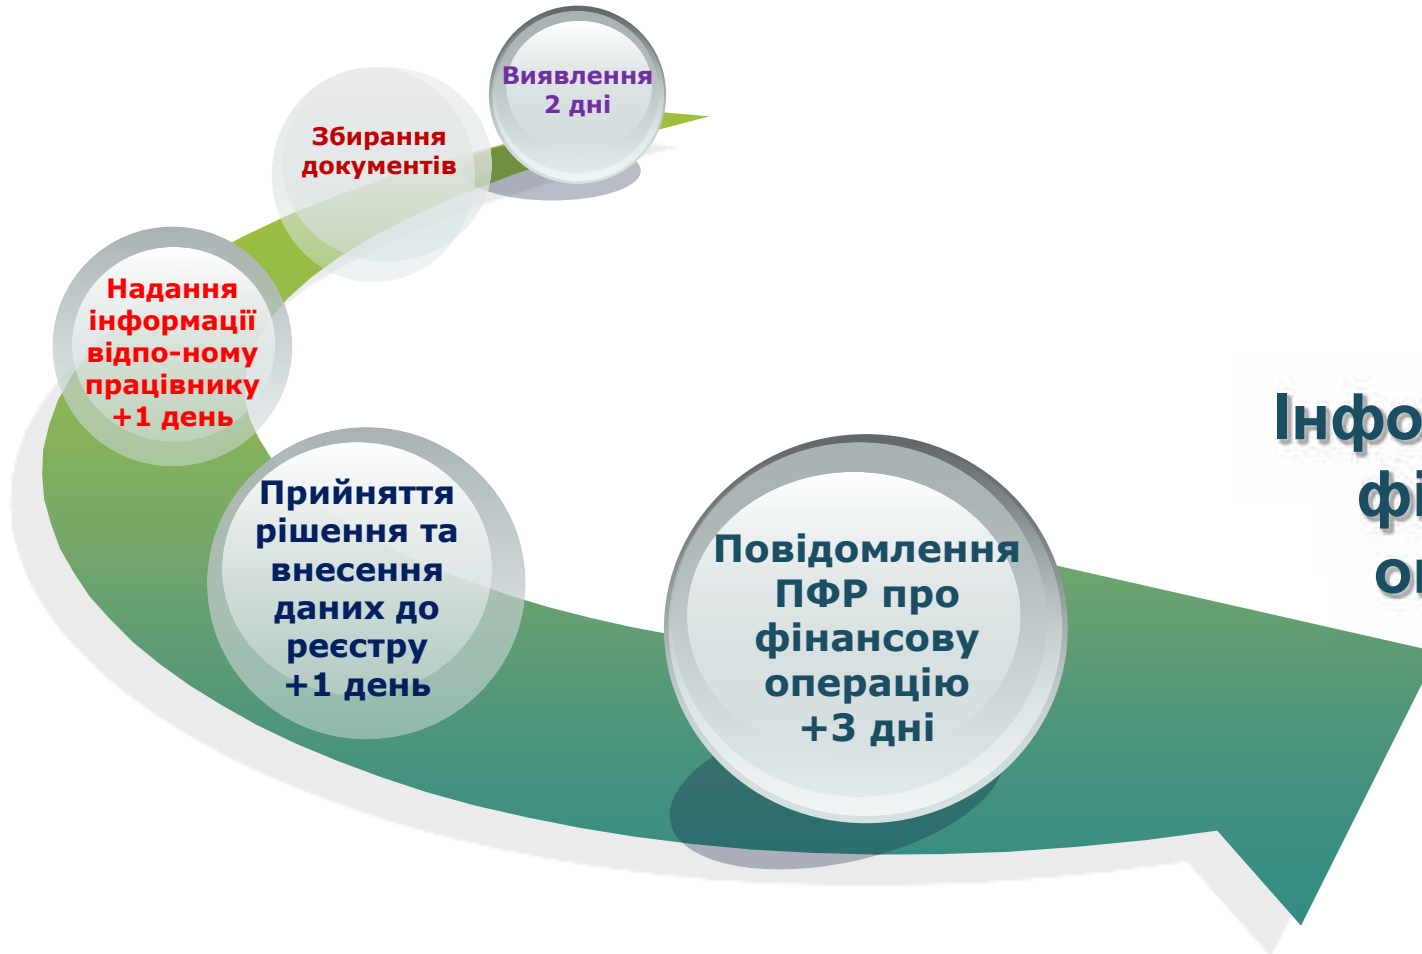 Виявлення
2 дні
Збирання
документів
Надання
інформації
відпо-ному
працівнику
+1 день
Прийняття
рішення та
внесення
даних до
реєстру
+1 день
Повідомлення
ПФР про
фінансову
операцію
+3 дні